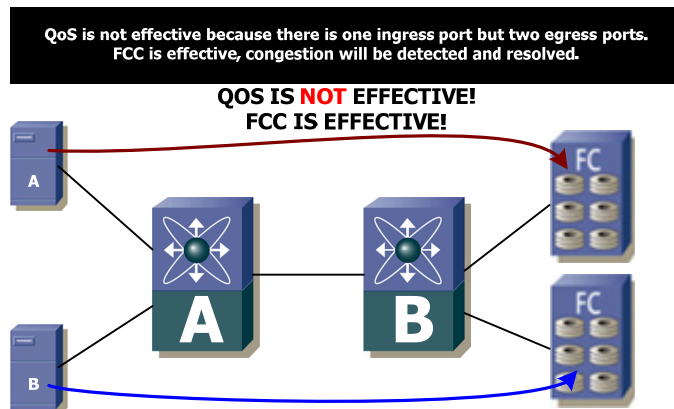 QoS is not effective because there is one ingress port but two egress ports.
FCC is effective, congestion will be detected and resolved.
QOS IS NOT EFFECTIVE!
FCC IS EFFECTIVE!
A
FC
A
B
FC
B